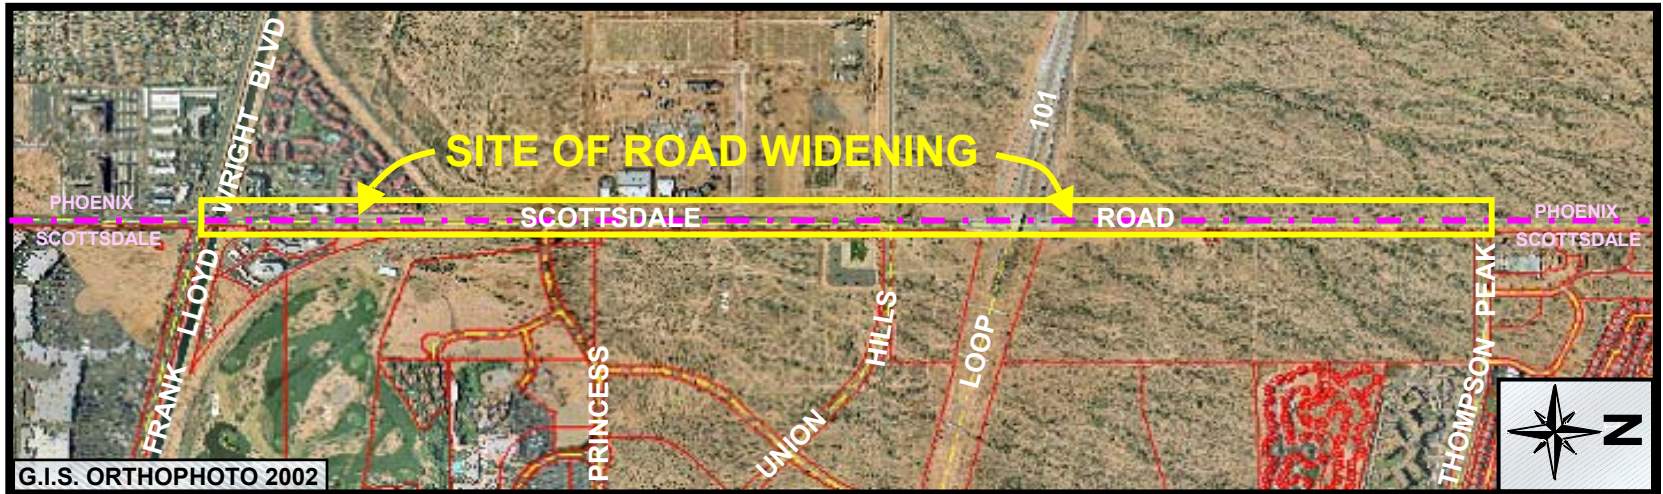 FRANK LLOYD WRIGHT BLVD
101
SITE OF ROAD WIDENING
PHOENIX
SCOTTSDALE ROAD
PHOENIX
SCOTTSDALE
SCOTTSDALE
PRINCESS
UNION HILLS
LOOP
THOMPSON PEAK
N
G.I.S. ORTHOPHOTO 2002